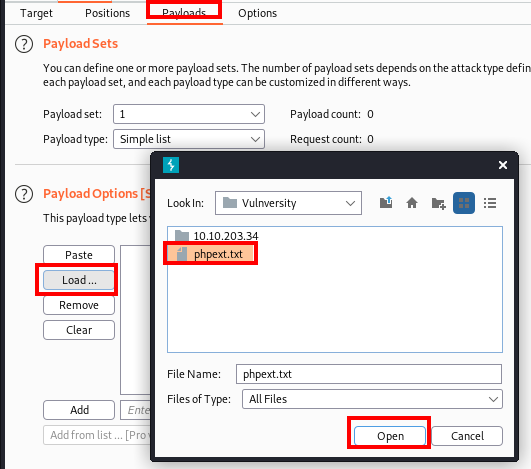 Target Positions Payloads Options
Payload Sets
You can define one or more payload sets. The number of payload sets depends on the attack type defin
each payload set, and each payload type can be customized in different ways.
Payload set: 1 Payload count: 0
Payload type: Simple list Request count: 0
Payload Options [S
This payload type lets
Paste
Load ...
Remove
Clear
Add Ente
Add from list ... [Pro v
Look In: Vulnversity
10.10.203.34
phpext.txt
File Name: phpext.txt
Files of Type: All Files
Open Cancel